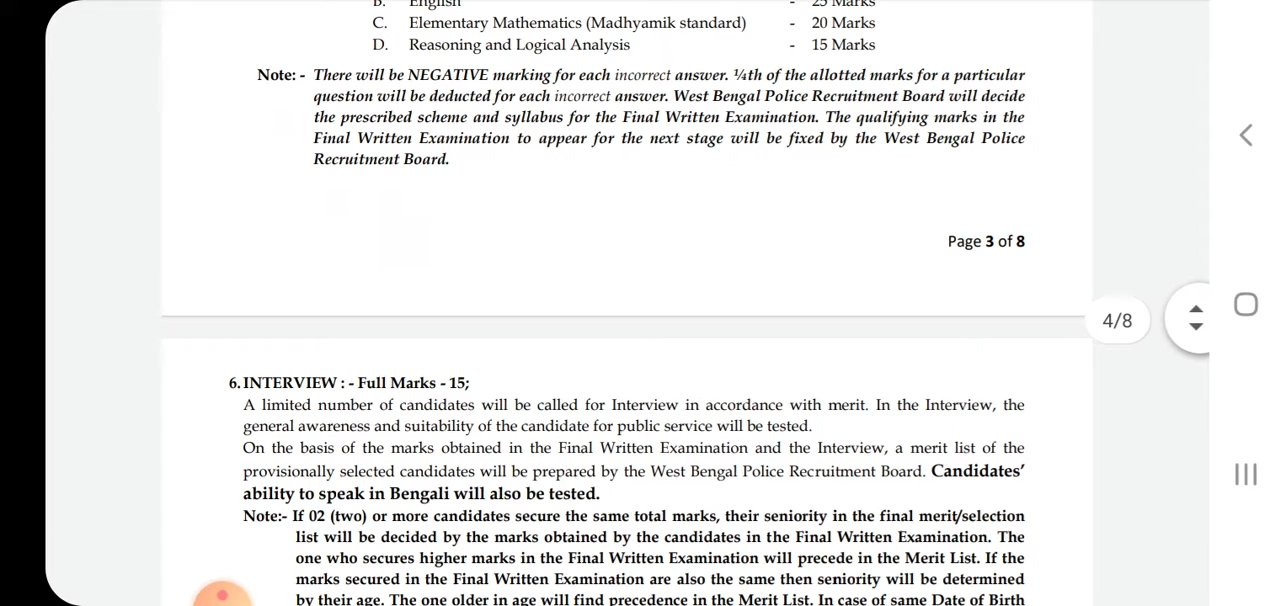 B. English - 25 Marks
C. Elementary Mathematics (Madhyamik standard) - 20 Marks
D. Reasoning and Logical Analysis - 15 Marks
Note: - There will be NEGATIVE marking for each incorrect answer. ¼th of the allotted marks for a particular
question will be deducted for each incorrect answer. West Bengal Police Recruitment Board will decide
the prescribed scheme and syllabus for the Final Written Examination. The qualifying marks in the
Final Written Examination to appear for the next stage will be fixed by the West Bengal Police
Recruitment Board.
Page 3 of 8
4/8
6. INTERVIEW : - Full Marks - 15;
A limited number of candidates will be called for Interview in accordance with merit. In the Interview, the
general awareness and suitability of the candidate for public service will be tested.
On the basis of the marks obtained in the Final Written Examination and the Interview, a merit list of the
provisionally selected candidates will be prepared by the West Bengal Police Recruitment Board. Candidates’
ability to speak in Bengali will also be tested.
Note:- If 02 (two) or more candidates secure the same total marks, their seniority in the final merit/selection
list will be decided by the marks obtained by the candidates in the Final Written Examination. The
one who secures higher marks in the Final Written Examination will precede in the Merit List. If the
marks secured in the Final Written Examination are also the same then seniority will be determined
by their age. The one older in age will find precedence in the Merit List. In case of same Date of Birth